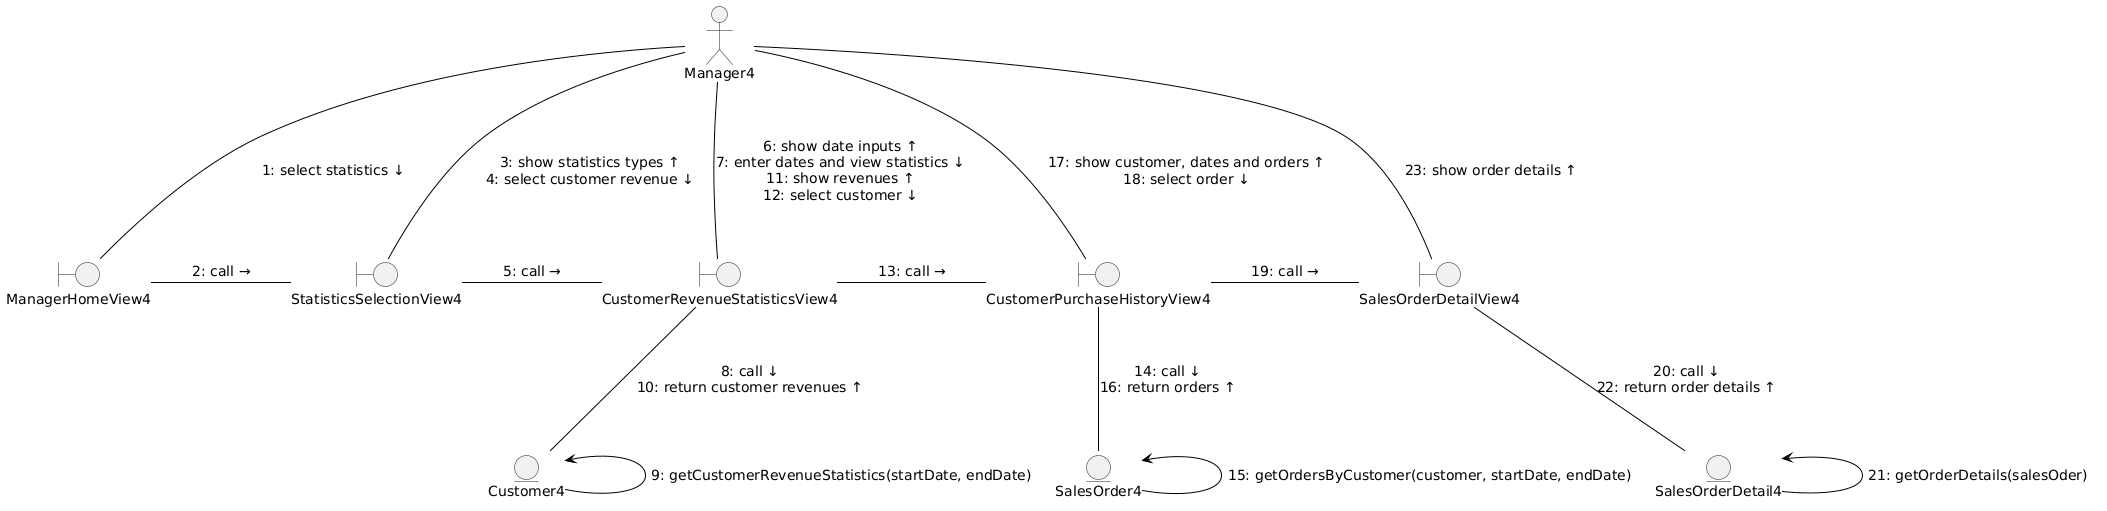 Manager4
1: select statistics ↓
3: show statistics types ↑
4: select customer revenue ↓
6: show date inputs ↑
7: enter dates and view statistics ↓
11: show revenues ↑
12: select customer ↓
17: show customer, dates and orders ↑
18: select order ↓
23: show order details ↑
ManagerHomeView4
2: call →
StatisticsSelectionView4
5: call →
CustomerRevenueStatisticsView4
13: call →
CustomerPurchaseHistoryView4
19: call →
SalesOrderDetailView4
8: call ↓
10: return customer revenues ↑
14: call ↓
16: return orders ↑
20: call ↓
22: return order details ↑
Customer4
9: getCustomerRevenueStatistics(startDate, endDate)
SalesOrder4
15: getOrdersByCustomer(customer, startDate, endDate)
SalesOrderDetail4
21: getOrderDetails(salesOder)